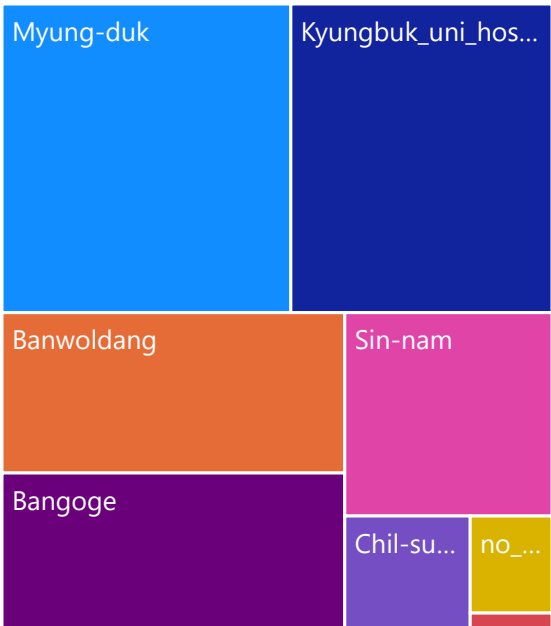 Myung-duk
Kyungbuk_uni_hos...
Banwoldang
Sin-nam
Bangoge
Chil-su...
no_...